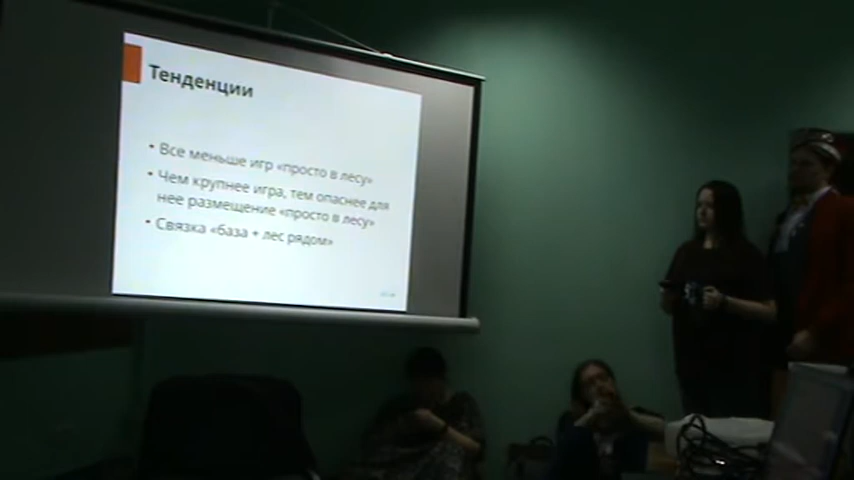 Тенденции
• Все меньше игр «просто в лесу»
• Чем крупнее игра, тем опаснее для
нее размещение «просто в лесу»
• Связка «база + лес рядом»